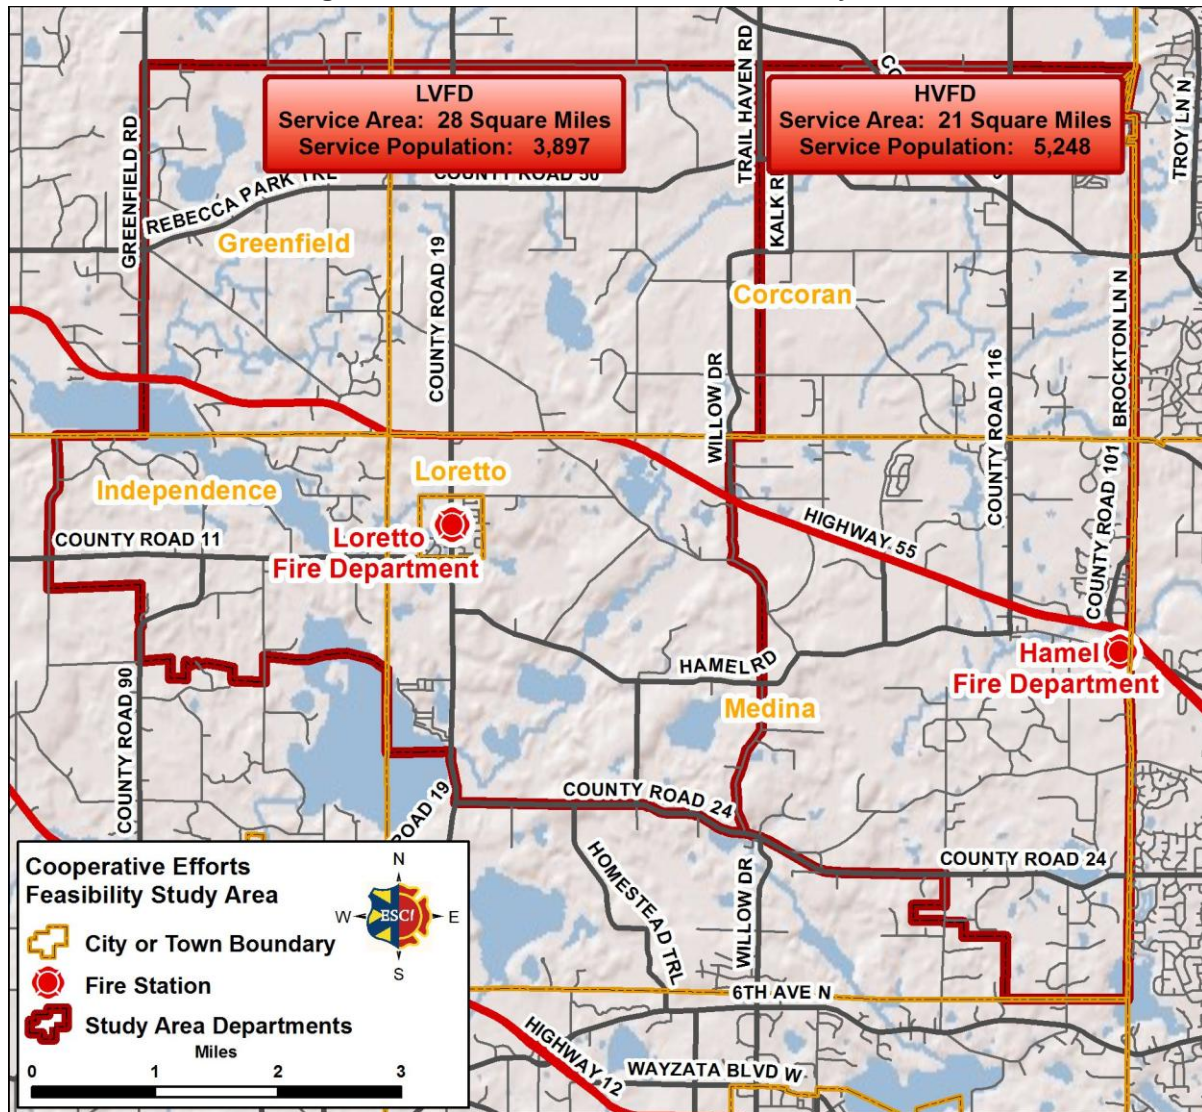 LVFD
Service Area: 28 Square Miles
Service Population: 3,897
HVFD
Service Area: 21 Square Miles
Service Population: 5,248
GREENFIELD RD
REBECCA PARK TRL
COUNTY ROAD 50
TRAIL HAVEN RD
KALK R
TROY LN N
Greenfield
COUNTY ROAD 19
Corcoran
BROCKTON LN N
COUNTY ROAD 116
WILLOW DR
Independence
Loretto
COUNTY ROAD 11
Loretto
Fire Department
HIGHWAY 55
COUNTY ROAD 101
HAMEL RD
Hamel
Fire Department
Medina
COUNTY ROAD 90
ROAD 19
COUNTY ROAD 24
COUNTY ROAD 24
HOMESTEAD TRL
WILLOW DR
6TH AVE N
HIGHWAY 12
WAYZATA BLVD W
Cooperative Efforts
Feasibility Study Area
N
W
ESCI
E
S
City or Town Boundary
Fire Station
Study Area Departments
Miles
0 1 2 3